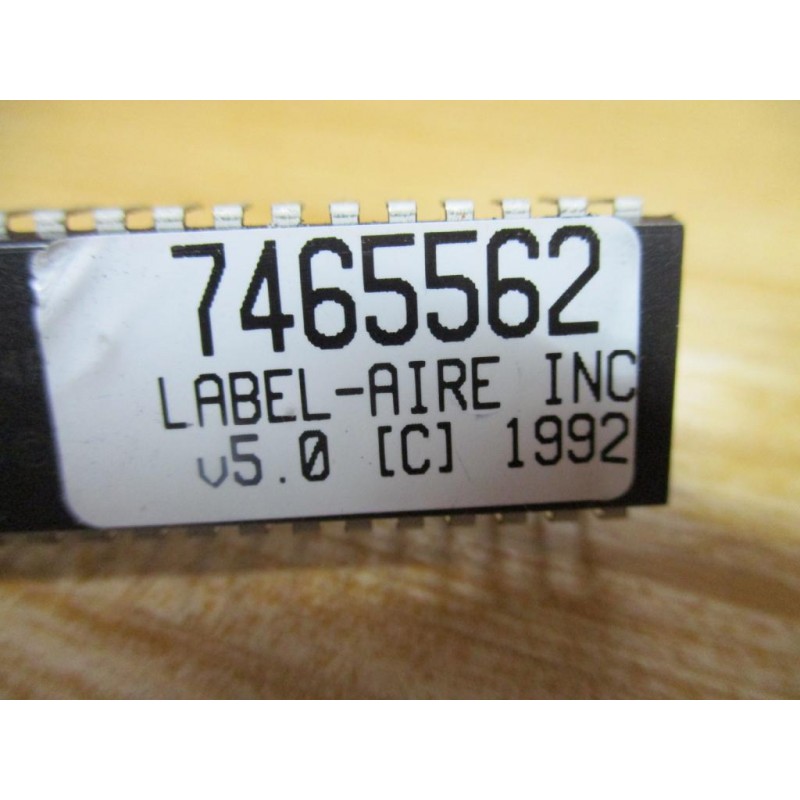 7465562
LABEL-AIRE INC
v5.0 [C] 1992